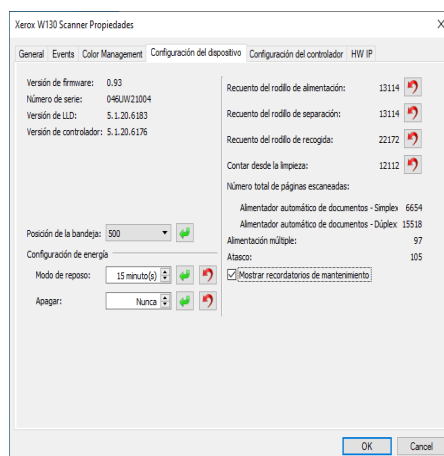 Xerox W130 Scanner Propiedades
X
General Events Color Management Configuración del dispositivo Configuración del controlador HW IP
Versión de firmware: 0.93
Número de serie: 046UW21004
Versión de LLD: 5.1.20.6183
Versión de controlador: 5.1.20.6176
Posición de la bandeja: 500
Configuración de energía
Modo de reposo: 15 minuto(s)
Apagar: Nunca
Recuento del rodillo de alimentación: 13114
Recuento del rodillo de separación: 13114
Recuento del rodillo de recogida: 22172
Contar desde la limpieza: 12112
Número total de páginas escaneadas:
Alimentador automático de documentos - Simplex 6654
Alimentador automático de documentos - Dúplex 15518
Alimentación múltiple: 97
Atasco: 105
Mostrar recordatorios de mantenimiento
OK Cancel